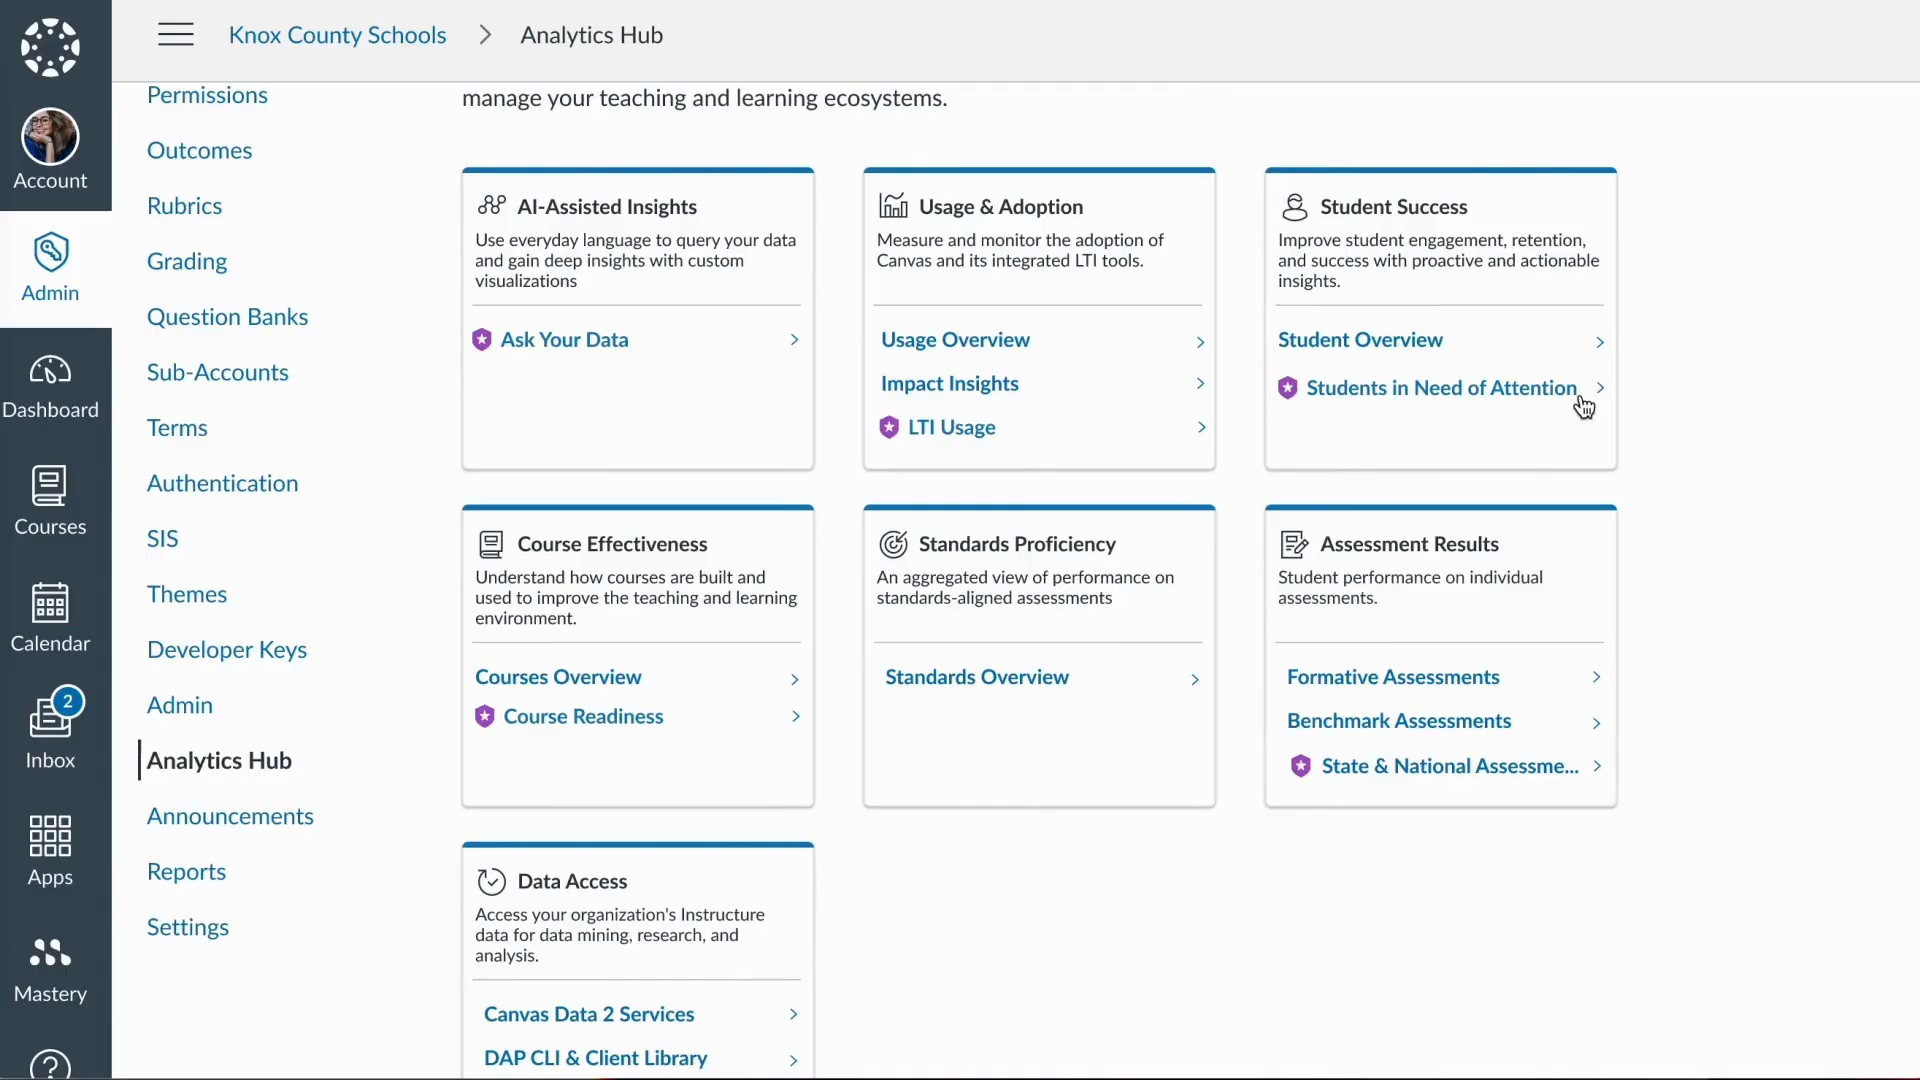 Knox County Schools
Analytics Hub
Account
Admin
Dashboard
Courses
Calendar
2
Inbox
Apps
Mastery
Permissions
Outcomes
Rubrics
Grading
Question Banks
Sub-Accounts
Terms
Authentication
SIS
Themes
Developer Keys
Admin
Analytics Hub
Announcements
Reports
Settings
manage your teaching and learning ecosystems.
AI-Assisted Insights
Use everyday language to query your data
and gain deep insights with custom
visualizations
Ask Your Data
Usage & Adoption
Measure and monitor the adoption of
Canvas and its integrated LTI tools.
Usage Overview
Impact Insights
LTI Usage
Student Success
Improve student engagement, retention,
and success with proactive and actionable
insights.
Student Overview
Students in Need of Attention
Course Effectiveness
Understand how courses are built and
used to improve the teaching and learning
environment.
Courses Overview
Course Readiness
Standards Proficiency
An aggregated view of performance on
standards-aligned assessments
Standards Overview
Assessment Results
Student performance on individual
assessments.
Formative Assessments
Benchmark Assessments
State & National Assessme...
Data Access
Access your organization's Instructure
data for data mining, research, and
analysis.
Canvas Data 2 Services
DAP CLI & Client Library